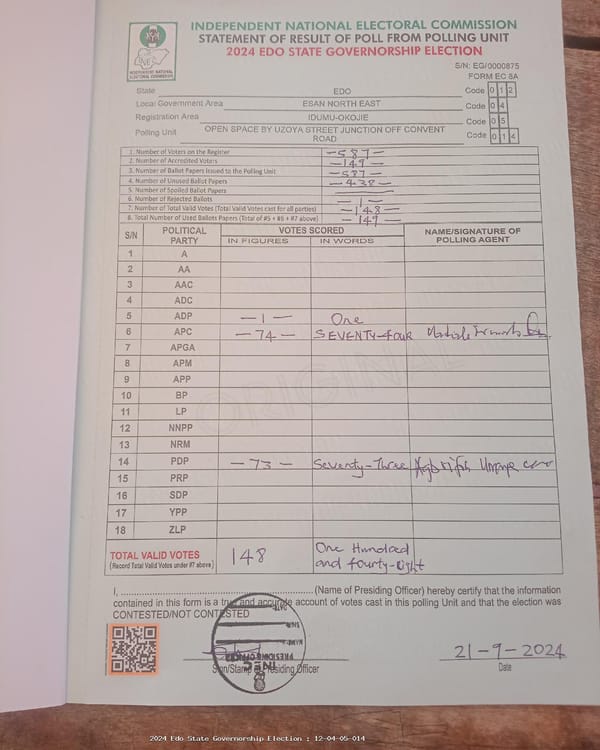 INDEPENDENT NATIONAL ELECTORAL COMMISSION
STATEMENT OF RESULT OF POLL FROM POLLING UNIT
2024 EDO STATE GOVERNORSHIP ELECTION
INEC
INDEPENDENT NATIONAL ELECTORAL COMMISSION
S/N: EG/0000875
FORM EC 8A
State EDO Code 0 1 2
Local Government Area ESAN NORTH EAST Code 0 4
Registration Area IDUMU-OKOJIE Code 0 5
Polling Unit OPEN SPACE BY UZOYA STREET JUNCTION OFF CONVENT ROAD Code 0 1 4
1. Number of Voters on the Register -587-
2. Number of Accredited Voters -149-
3. Number of Ballot Papers Issued to the Polling Unit -587-
4. Number of Unused Ballot Papers -438-
5. Number of Spoiled Ballot Papers
6. Number of Rejected Ballots -1-
7. Number of Total Valid Votes (Total Valid Votes cast for all parties) -148-
8. Total Number of Used Ballots Papers (Total of #5 + #6 + #7 above) -149-
S/N POLITICAL PARTY VOTES SCORED NAME/SIGNATURE OF POLLING AGENT
IN FIGURES IN WORDS
1 A
2 AA
3 AAC
4 ADC
5 ADP -1- One
6 APC -74- SEVENTY-FOUR
7 APGA
8 APM
9 APP
10 BP
11 LP
12 NNPP
13 NRM
14 PDP -73- Seventy-Three
15 PRP
16 SDP
17 YPP
18 ZLP
ORIGINAL
TOTAL VALID VOTES 148 One Hundred
(Record Total Valid Votes under #7 above) and fourty-Eight
I, (Name of Presiding Officer) hereby certify that the information
contained in this form is a true and accurate account of votes cast in this polling Unit and that the election was
CONTESTED/NOT CONTESTED
INEC
PRESIDING OFFICER
NAME:
SIGN:
DATE:
21-9-2024
Sign/Stamp Presiding Officer Date
2024 Edo State Governorship Election : 12-04-05-014